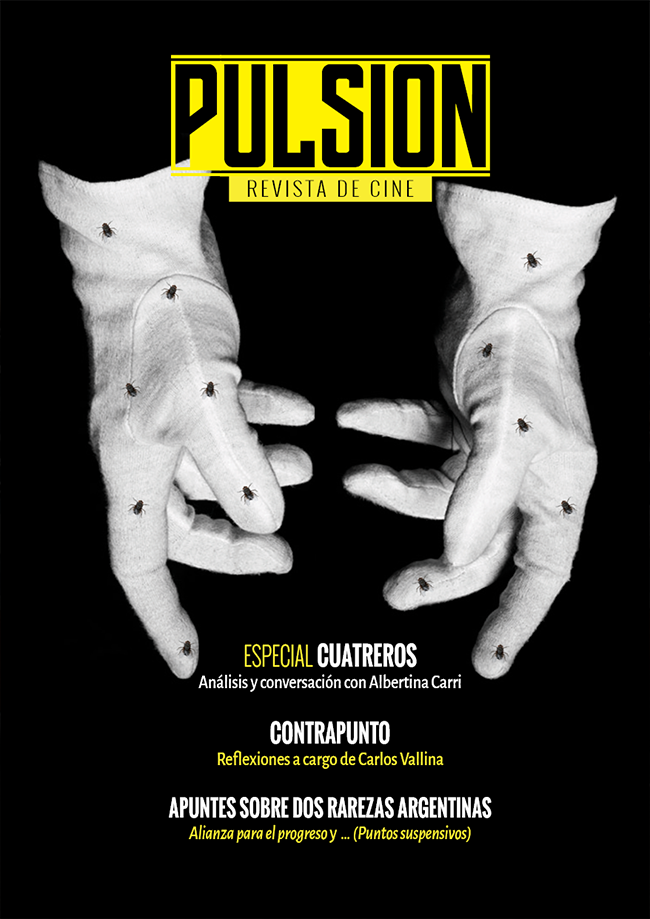 PULSION
REVISTA DE CINE
ESPECIAL CUATREROS
Análisis y conversación con Albertina Carri
CONTRAPUNTO
Reflexiones a cargo de Carlos Vallina
APUNTES SOBRE DOS RAREZAS ARGENTINAS
Alianza para el progreso y ... (Puntos suspensivos)